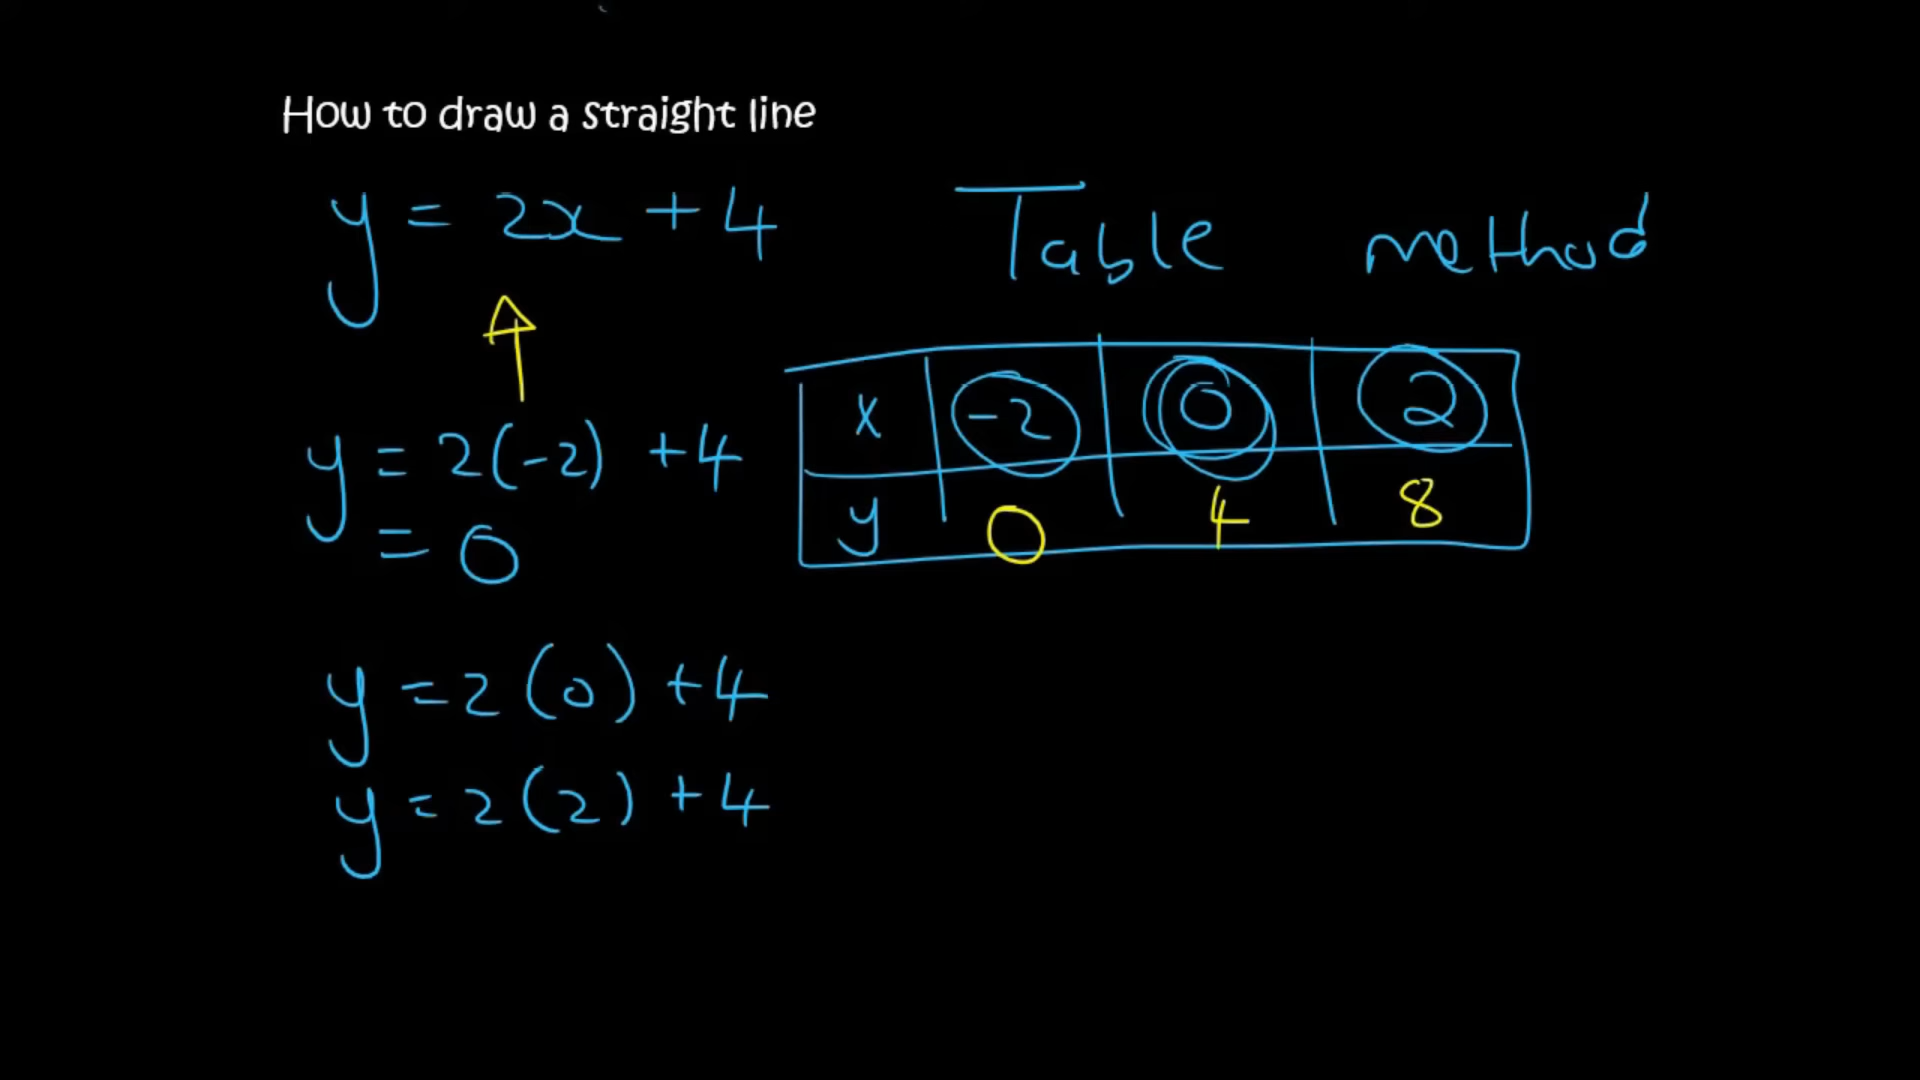 How to draw a straight line
y = 2x + 4
Table method
x -2 0 2
y 0 4 8
y = 2(-2) + 4
= 0
y = 2(0) + 4
y = 2(2) + 4